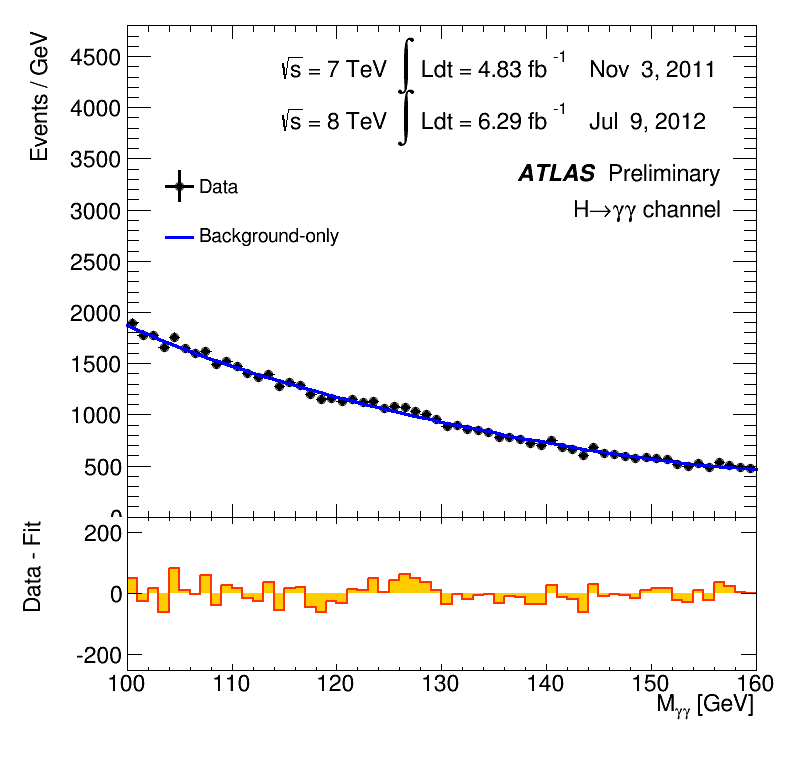 Events / GeV
4500
4000
3500
3000
2500
2000
1500
1000
500
0
√s = 7 TeV ∫ Ldt = 4.83 fb⁻¹ Nov 3, 2011
√s = 8 TeV ∫ Ldt = 6.29 fb⁻¹ Jul 9, 2012
ATLAS Preliminary
H→γγ channel
Data
Background-only
Data - Fit
200
0
-200
100 110 120 130 140 150 160
Mγγ [GeV]